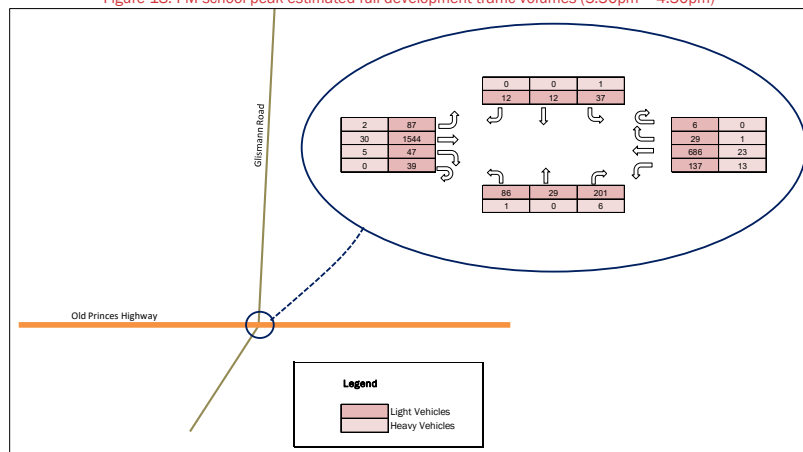 Figure 18: PM school peak estimated full development traffic volumes (3:30pm – 4:30pm)
0 0 1
12 12 37
2 87
30 1544
5 47
0 39
6 0
29 1
686 23
137 13
86 29 201
1 0 6
Glismann Road
Old Princes Highway
Legend
Light Vehicles
Heavy Vehicles